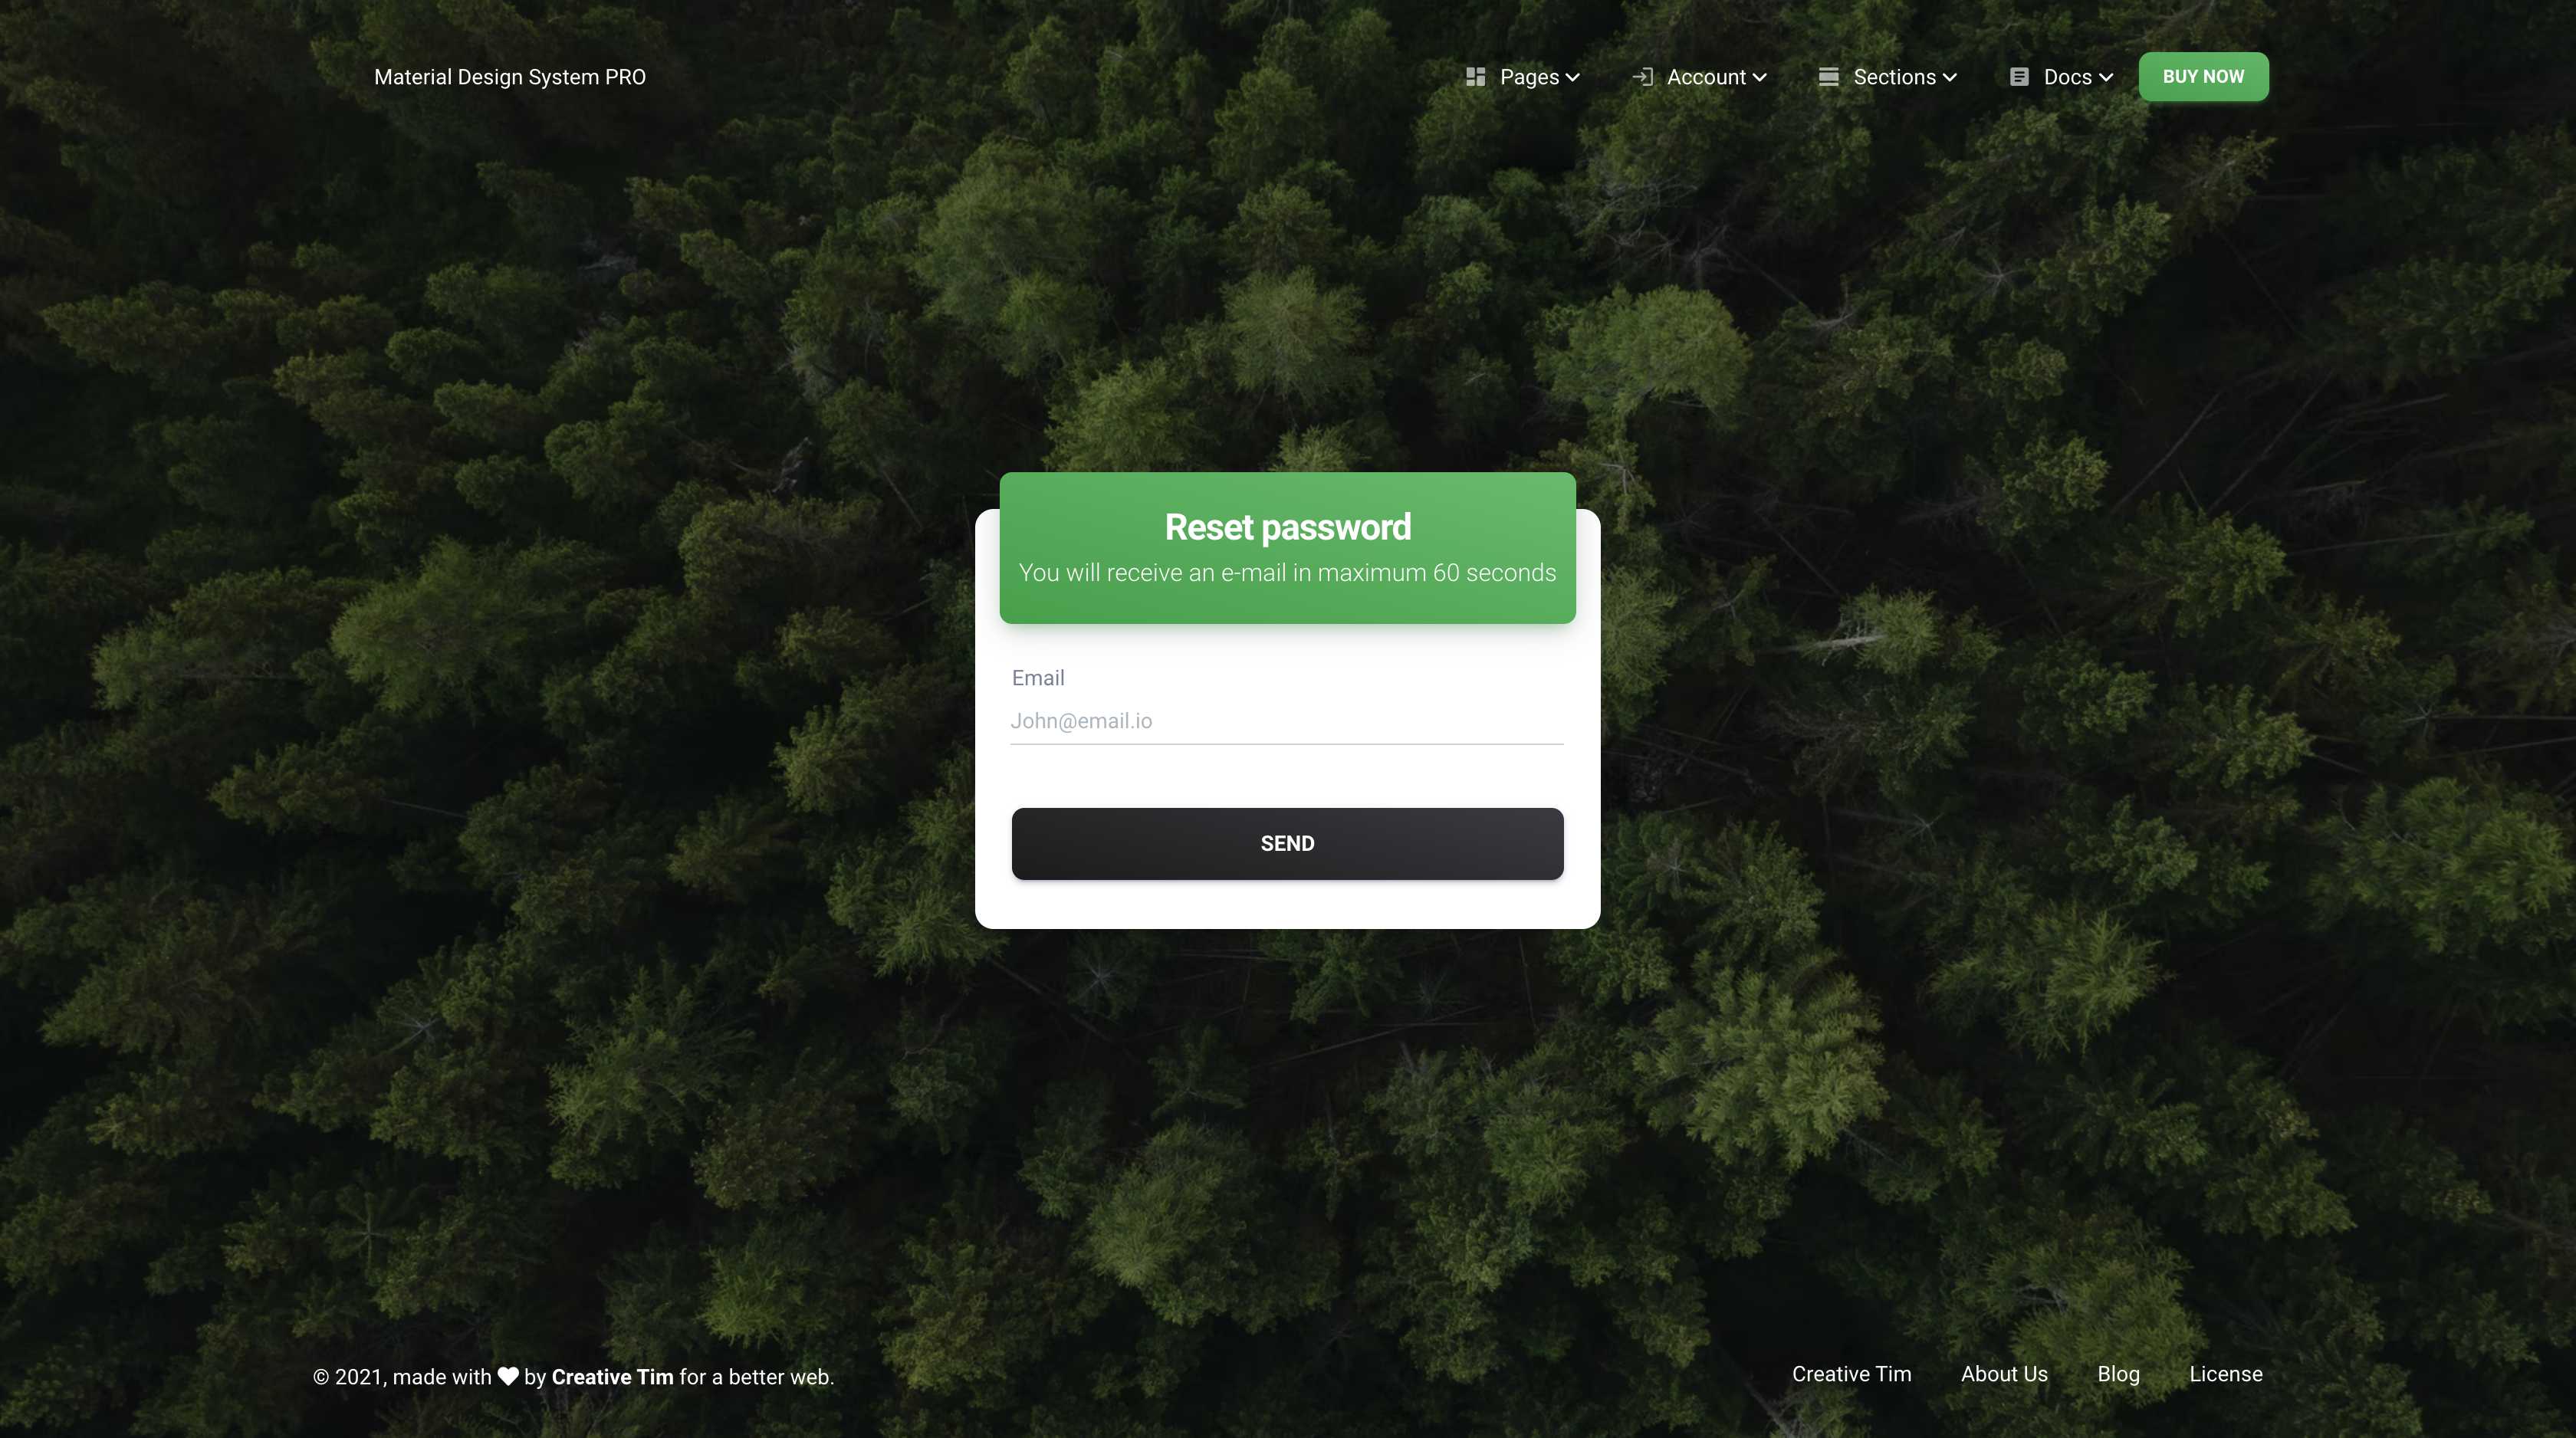 Material Design System PRO
Pages
Account
Sections
Docs
BUY NOW
Reset password
You will receive an e-mail in maximum 60 seconds
Email
John@email.io
SEND
© 2021, made with by Creative Tim for a better web.
Creative Tim
About Us
Blog
License